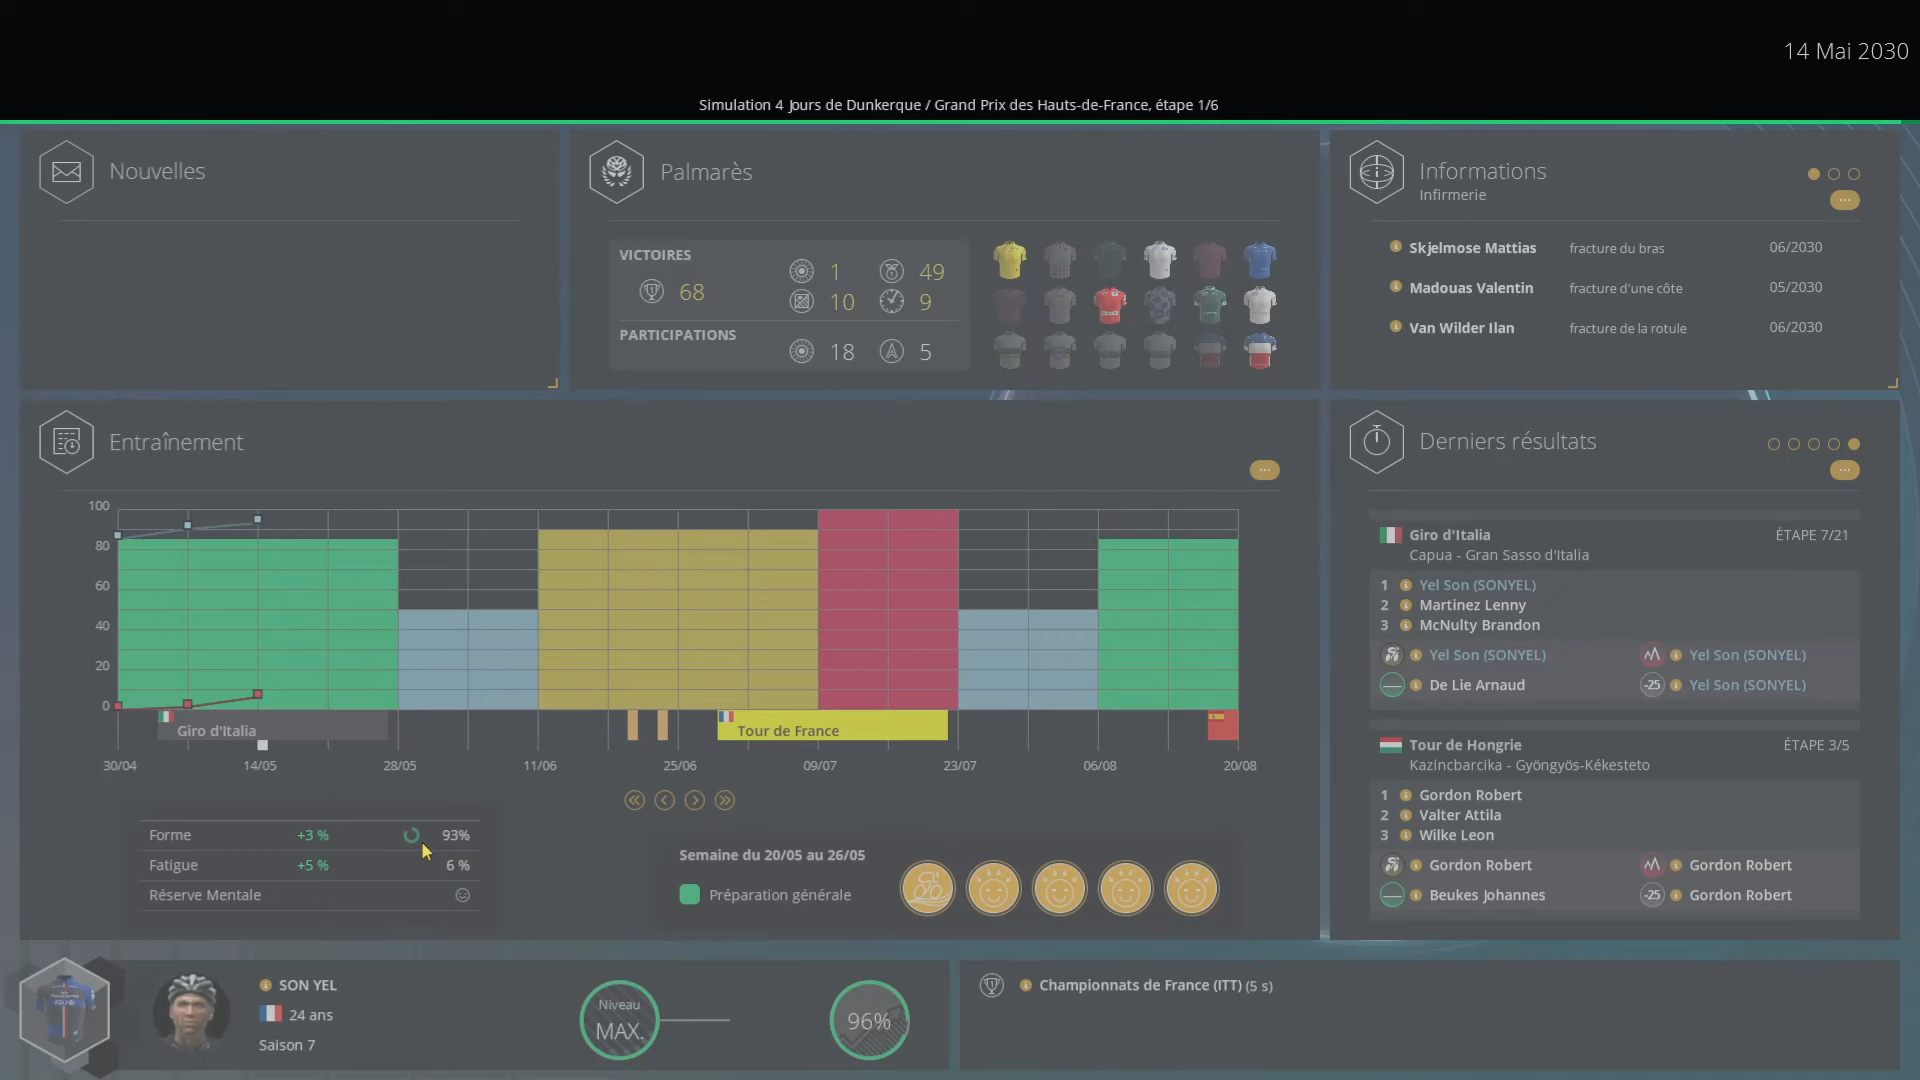 14 Mai 2030
Simulation 4 Jours de Dunkerque / Grand Prix des Hauts-de-France, étape 1/6
Nouvelles
Palmarès
VICTOIRES
68
1
49
10
9
PARTICIPATIONS
18
5
Informations
Infirmerie
Skjelmose Mattias fracture du bras 06/2030
Madouas Valentin fracture d'une côte 05/2030
Van Wilder Ilan fracture de la rotule 06/2030
Entraînement
100
80
60
40
20
0
Giro d'Italia
Tour de France
30/04 14/05 28/05 11/06 25/06 09/07 23/07 06/08 20/08
Forme +3 % 93%
Fatigue +5 % 6 %
Réserve Mentale
Semaine du 20/05 au 26/05
Préparation générale
Derniers résultats
Giro d'Italia ÉTAPE 7/21
Capua - Gran Sasso d'Italia
1 Yel Son (SONYEL)
2 Martinez Lenny
3 McNulty Brandon
Yel Son (SONYEL) Yel Son (SONYEL)
De Lie Arnaud -25 Yel Son (SONYEL)
Tour de Hongrie ÉTAPE 3/5
Kazincbarcika - Gyöngyös-Kékesteto
1 Gordon Robert
2 Valter Attila
3 Wilke Leon
Gordon Robert Gordon Robert
Beukes Johannes -25 Gordon Robert
SON YEL
24 ans
Saison 7
Niveau
MAX.
96%
Championnats de France (ITT) (5 s)